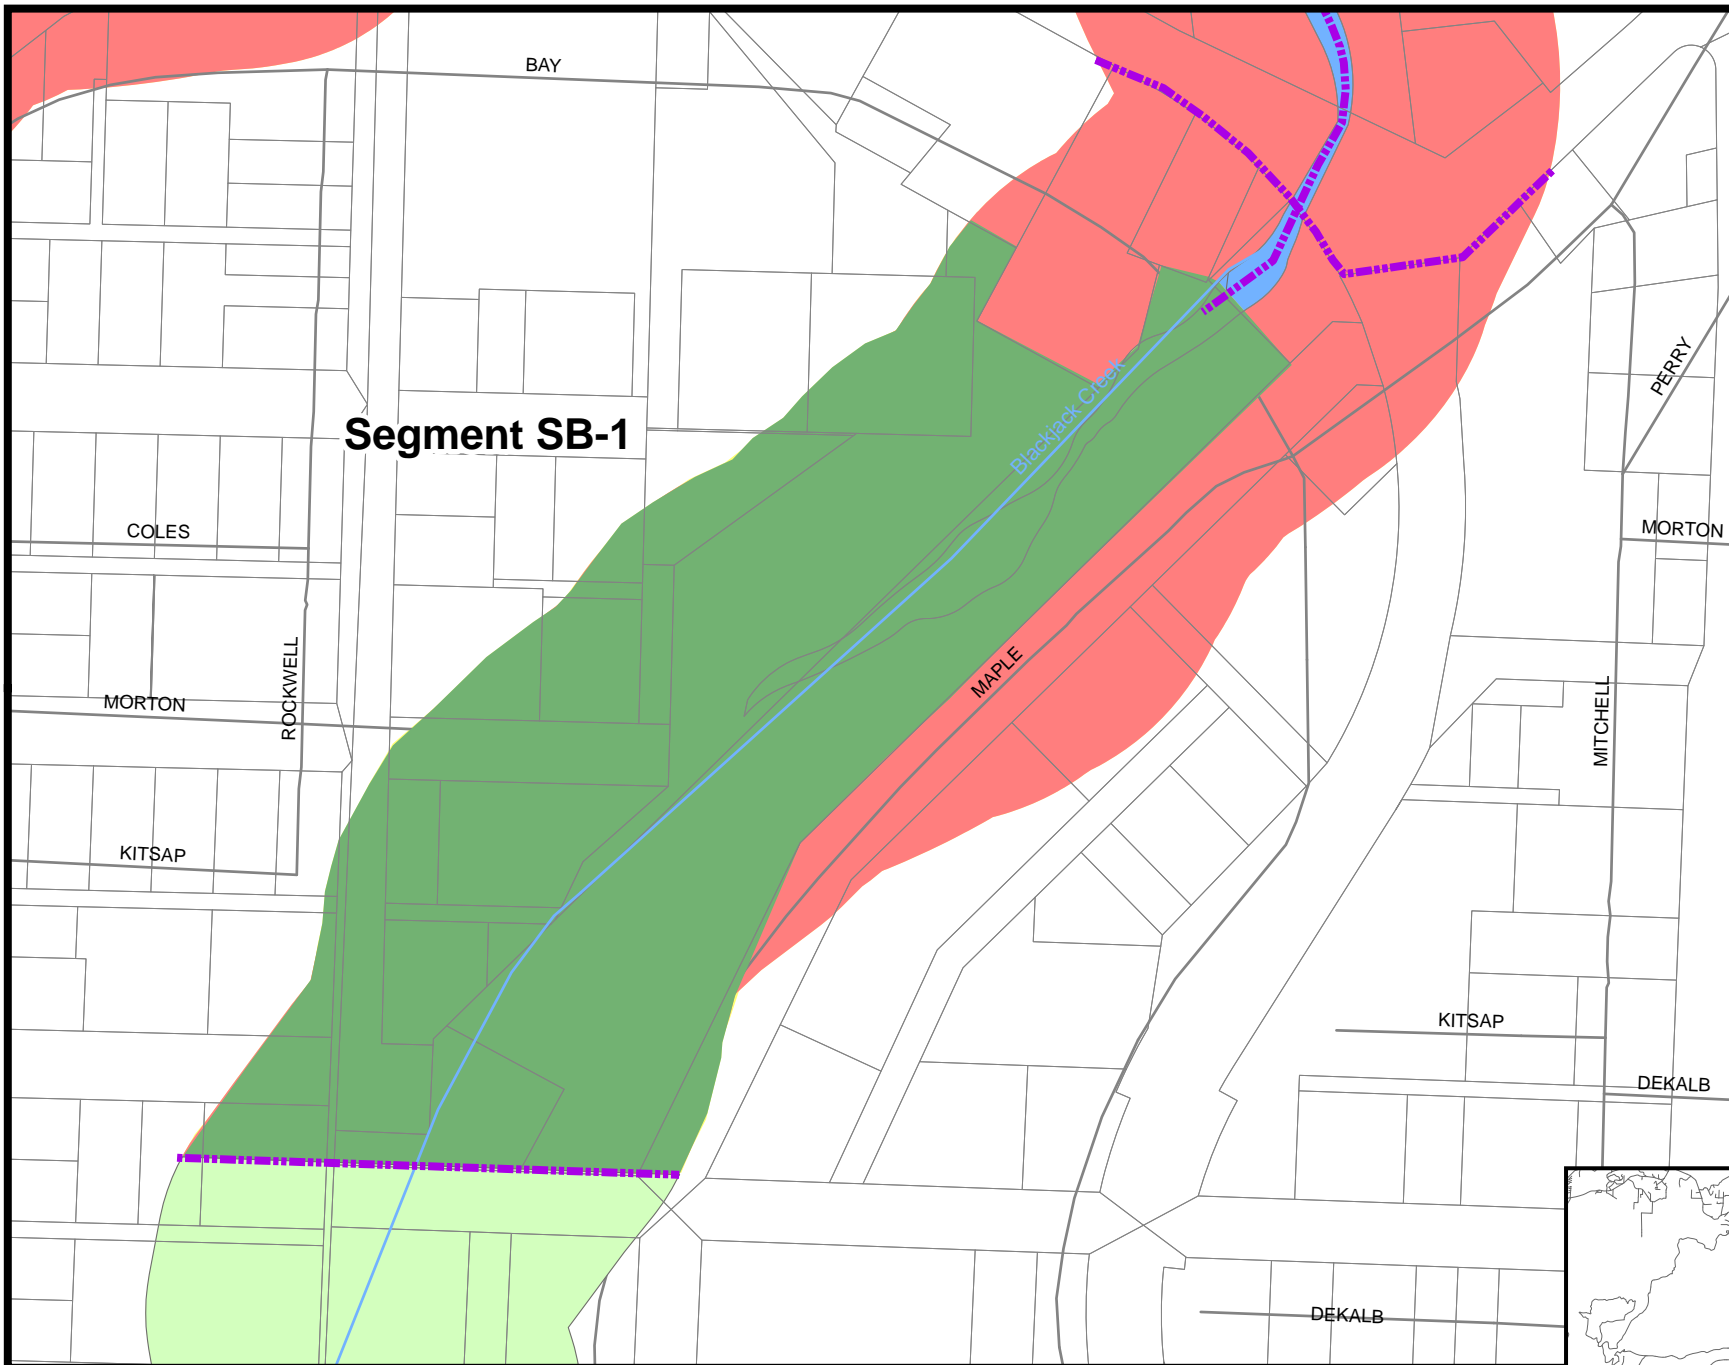 BAY
PERRY
Blackjack Creek
Segment SB-1
COLES
MORTON
MAPLE
ROCKWELL
MORTON
MITCHELL
KITSAP
KITSAP
DEKALB
DEKALB